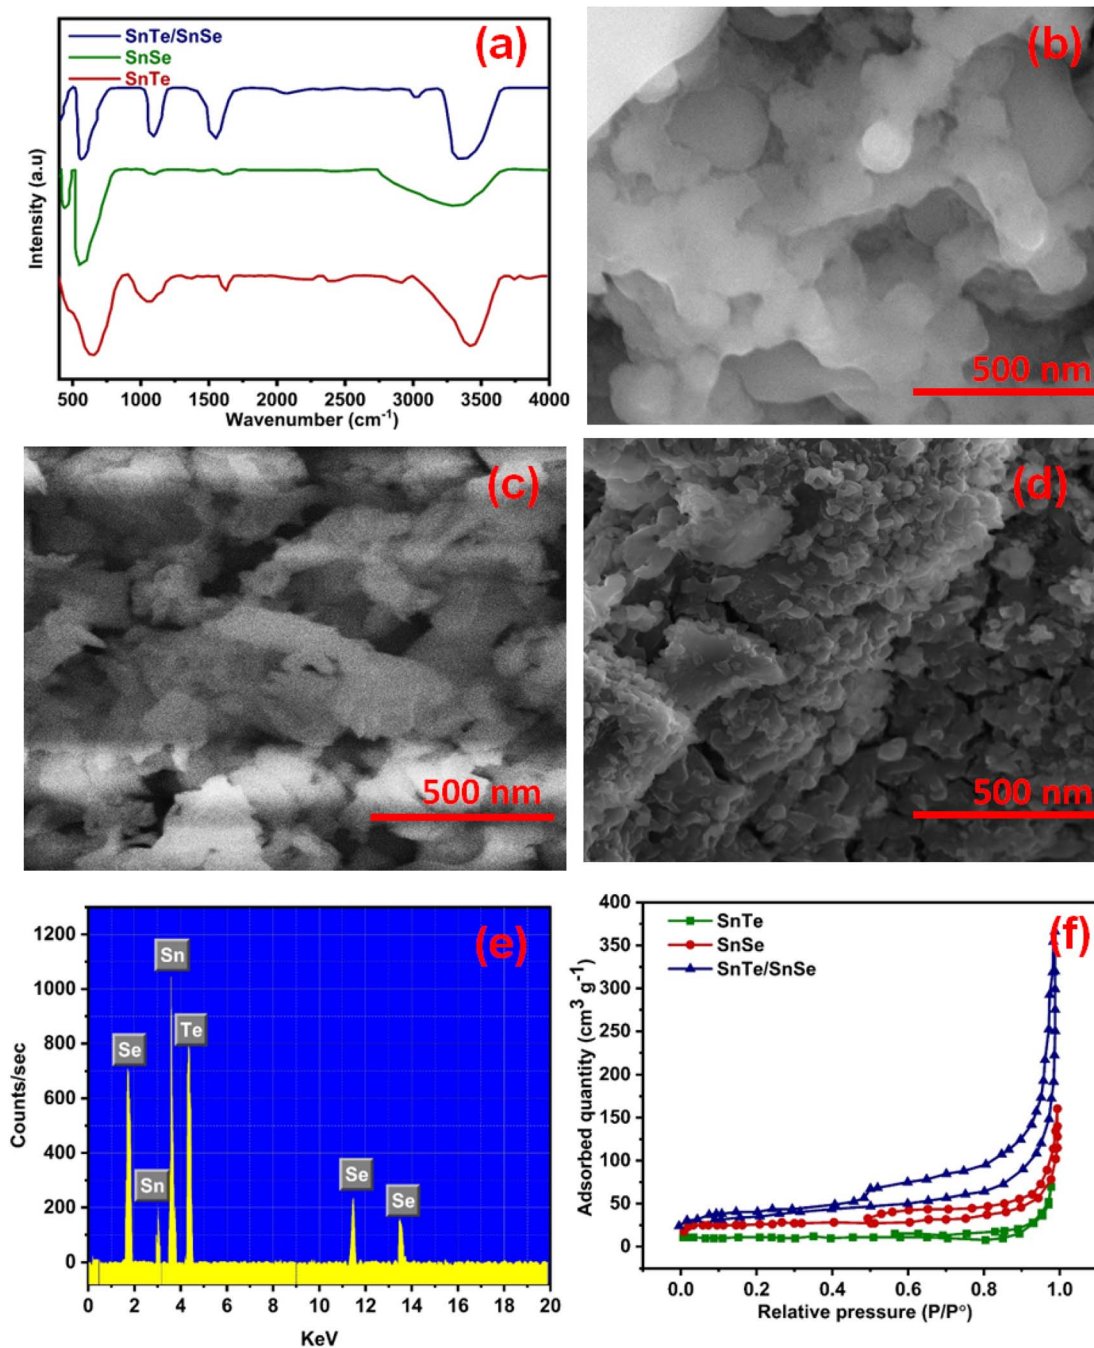 SnTe/SnSe
SnSe
SnTe
(a)
Intensity (a.u)
500 1000 1500 2000 2500 3000 3500 4000
Wavenumber (cm⁻¹)
(b)
500 nm
(c)
500 nm
(d)
500 nm
(e)
1200
1000
800
600
400
200
0
Counts/sec
Se
Sn
Sn
Te
Se
Se
0 2 4 6 8 10 12 14 16 18 20
KeV
(f)
SnTe
SnSe
SnTe/SnSe
400
350
300
250
200
150
100
50
0
Adsorbed quantity (cm³ g⁻¹)
0.0 0.2 0.4 0.6 0.8 1.0
Relative pressure (P/P°)